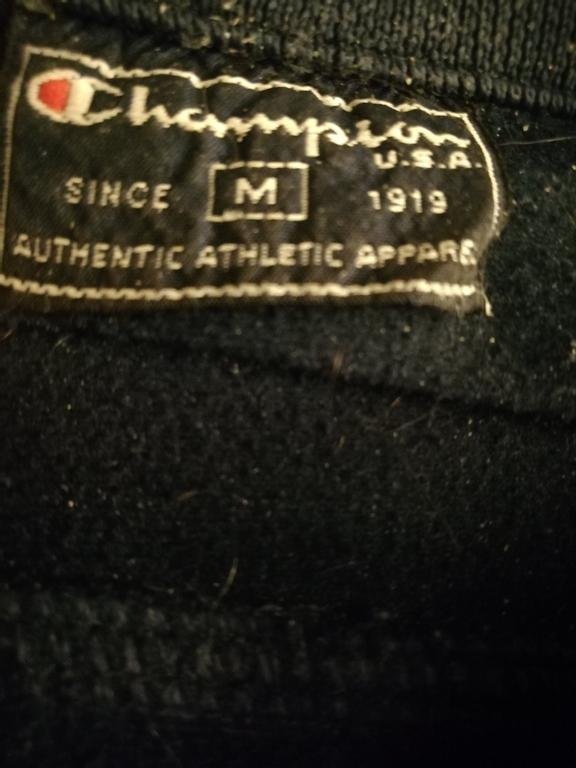 Champion
U.S.A.
SINCE M 1919
AUTHENTIC ATHLETIC APPARE